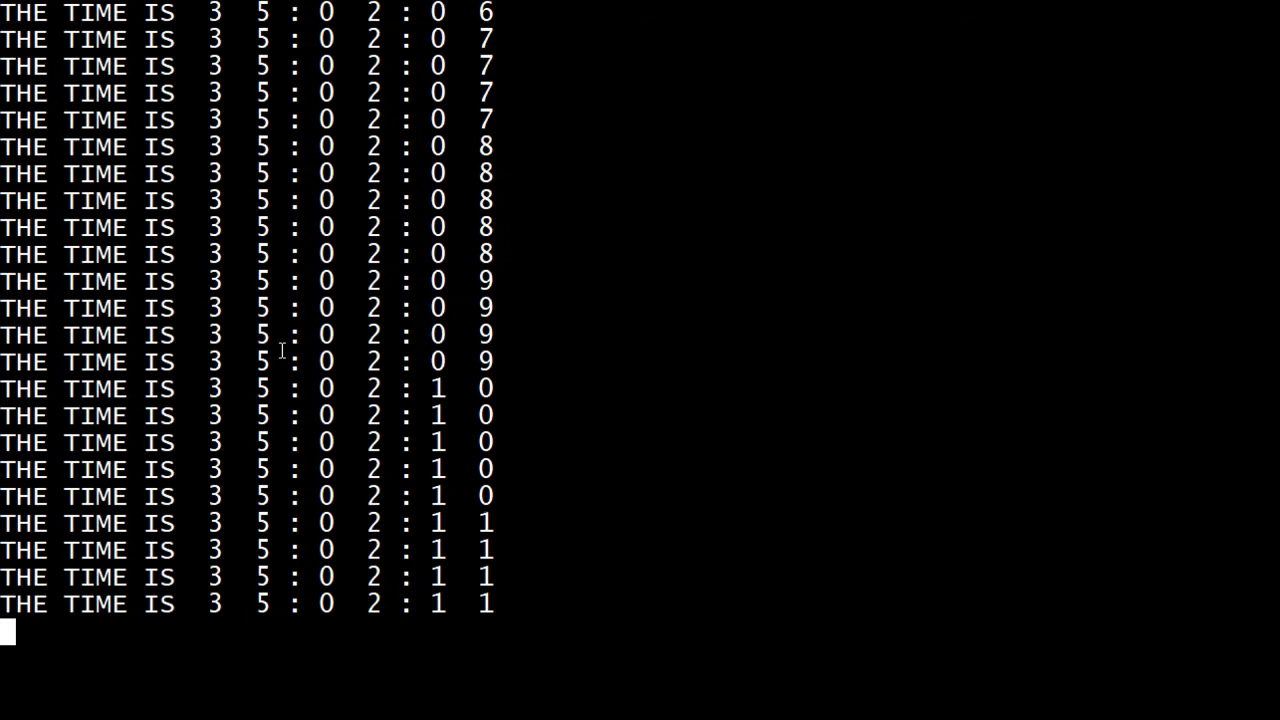 THE TIME IS  3  5 : 0  2 : 0  6
THE TIME IS  3  5 : 0  2 : 0  7
THE TIME IS  3  5 : 0  2 : 0  7
THE TIME IS  3  5 : 0  2 : 0  7
THE TIME IS  3  5 : 0  2 : 0  7
THE TIME IS  3  5 : 0  2 : 0  8
THE TIME IS  3  5 : 0  2 : 0  8
THE TIME IS  3  5 : 0  2 : 0  8
THE TIME IS  3  5 : 0  2 : 0  8
THE TIME IS  3  5 : 0  2 : 0  8
THE TIME IS  3  5 : 0  2 : 0  9
THE TIME IS  3  5 : 0  2 : 0  9
THE TIME IS  3  5 : 0  2 : 0  9
THE TIME IS  3  5 : 0  2 : 0  9
THE TIME IS  3  5 : 0  2 : 1  0
THE TIME IS  3  5 : 0  2 : 1  0
THE TIME IS  3  5 : 0  2 : 1  0
THE TIME IS  3  5 : 0  2 : 1  0
THE TIME IS  3  5 : 0  2 : 1  0
THE TIME IS  3  5 : 0  2 : 1  1
THE TIME IS  3  5 : 0  2 : 1  1
THE TIME IS  3  5 : 0  2 : 1  1
THE TIME IS  3  5 : 0  2 : 1  1